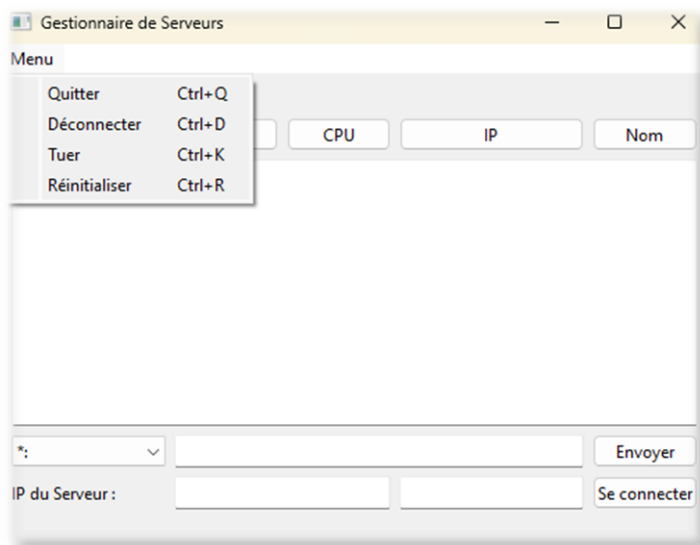 Gestionnaire de Serveurs
Menu
Quitter Ctrl+Q
Déconnecter Ctrl+D
Tuer Ctrl+K
Réinitialiser Ctrl+R
CPU IP Nom
*:
Envoyer
IP du Serveur :
Se connecter